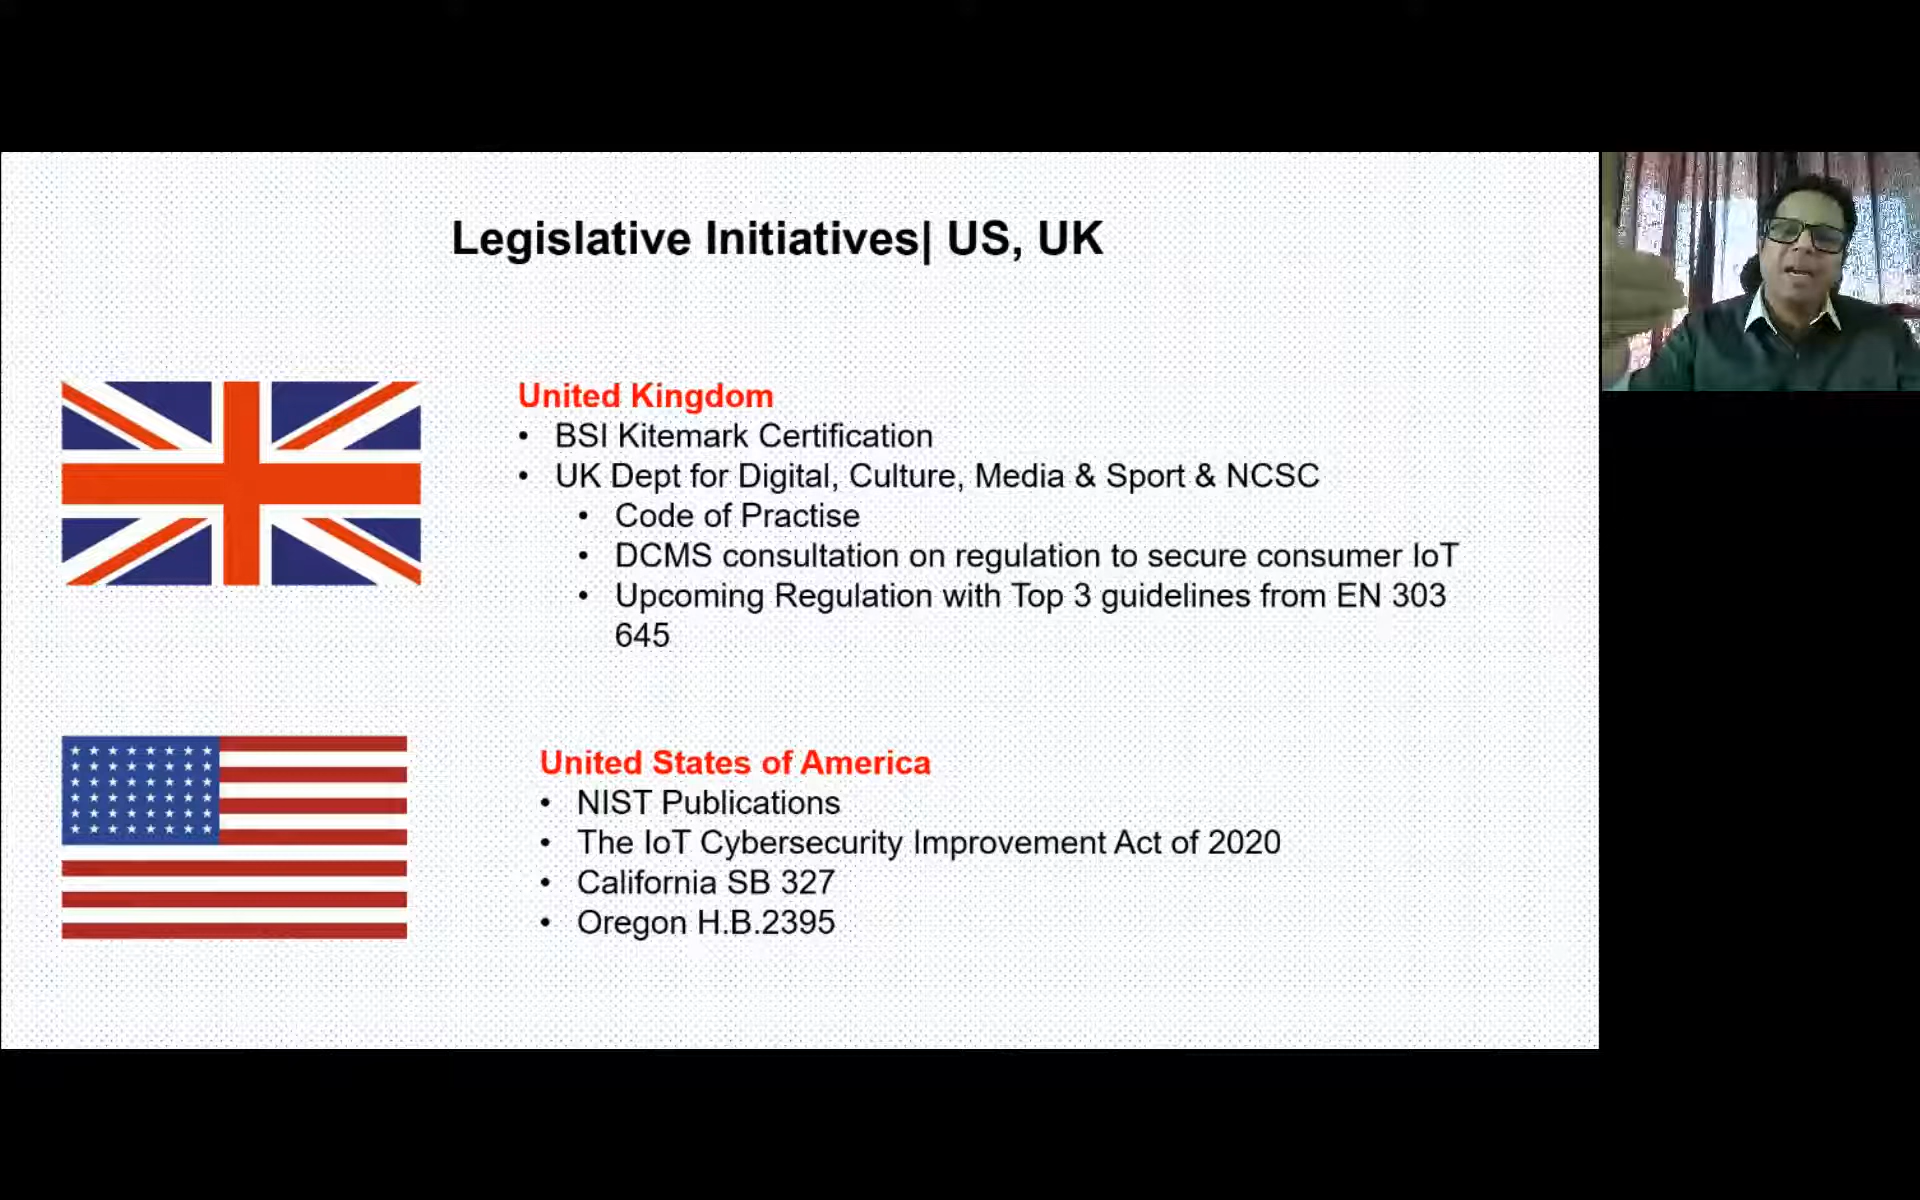 Legislative Initiatives| US, UK
United Kingdom
• BSI Kitemark Certification
• UK Dept for Digital, Culture, Media & Sport & NCSC
• Code of Practise
• DCMS consultation on regulation to secure consumer IoT
• Upcoming Regulation with Top 3 guidelines from EN 303
645
United States of America
• NIST Publications
• The IoT Cybersecurity Improvement Act of 2020
• California SB 327
• Oregon H.B.2395